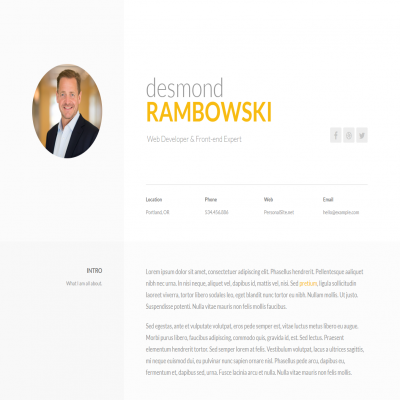 desmond
RAMBOWSKI
Web Developer & Front-end Expert
Location
Phone
Web
Email
Portland, OR
534.456.886
PersonalSite.net
hello@example.com
INTRO
What I am all about.
Lorem ipsum dolor sit amet, consectetuer adipiscing elit. Phasellus hendrerit. Pellentesque aaliquet
nibh nec urna. In nisi neque, aliquet vel, dapibus id, mattis vel, nisi. Sed pretium, ligula sollicitudin
laoreet viverra, tortor libero sodales leo, eget blandit nunc tortor eu nibh. Nullam mollis. Ut justo.
Suspendisse potenti. Nulla vitae mauris non felis mollis faucibus.
Sed egestas, ante et vulputate volutpat, eros pede semper est, vitae luctus metus libero eu augue.
Morbi purus libero, faucibus adipiscing, commodo quis, gravida id, est. Sed lectus. Praesent
elementum hendrerit tortor. Sed semper lorem at felis. Vestibulum volutpat, lacus a ultrices sagittis,
mi neque euismod dui, eu pulvinar nunc sapien ornare nisl. Phasellus pede arcu, dapibus eu,
fermentum et, dapibus sed, urna. Fusce lacinia arcu et nulla. Nulla vitae mauris non felis.